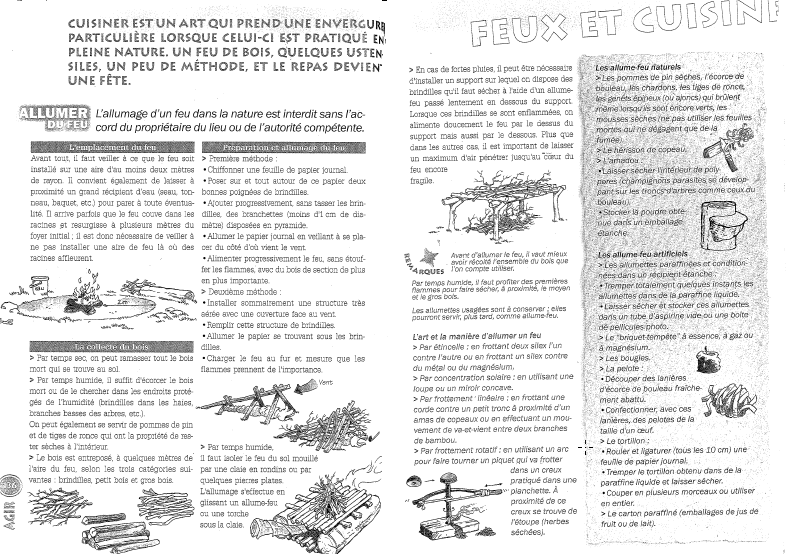 CUISINER EST UN ART QUI PREND UNE ENVERGURE
PARTICULIÈRE LORSQUE CELUI-CI EST PRATIQUÉ EN
PLEINE NATURE. UN FEU DE BOIS, QUELQUES USTEN-
SILES, UN PEU DE MÉTHODE, ET LE REPAS DEVIENT
UNE FÊTE.
ALLUMER
DU FEU
L'allumage d'un feu dans la nature est interdit sans l'ac-
cord du propriétaire du lieu ou de l'autorité compétente.
L'emplacement du feu
Avant tout, il faut veiller à ce que le feu soit
installé sur une aire d'au moins deux mètres
de rayon. Il convient également de laisser à
proximité un grand récipient d'eau (seau, ton-
neau, baquet, etc.) pour parer à toute éventua-
lité. Il arrive parfois que le feu couve dans les
racines et resurgisse à plusieurs mètres du
foyer initial ; il est donc nécessaire de veiller à
ne pas installer une aire de feu là où des
racines affleurent.
2m
La collecte du bois
> Par temps sec, on peut ramasser tout le bois
mort qui se trouve au sol.
> Par temps humide, il suffit d'écorcer le bois
mort ou de le chercher dans les endroits proté-
gés de l'humidité (brindilles dans les haies,
branches basses des arbres, etc.).
On peut également se servir de pommes de pin
et de tiges de ronce qui ont la propriété de res-
ter sèches à l'intérieur.
> Le bois est entreposé, à quelques mètres de
l'aire du feu, selon les trois catégories sui-
vantes : brindilles, petit bois et gros bois.
AGIR
Préparation et allumage du feu
> Première méthode :
•Chiffonner une feuille de papier journal.
• Poser sur et tout autour de ce papier deux
bonnes poignées de brindilles.
• Ajouter progressivement, sans tasser les brin-
dilles, des branchettes (moins d'1 cm de dia-
mètre) disposées en pyramide.
• Allumer le papier journal en veillant à se pla-
cer du côté d'où vient le vent.
• Alimenter progressivement le feu, sans étouf-
fer les flammes, avec du bois de section de plus
en plus importante.
> Deuxième méthode :
• Installer sommairement une structure très
aérée avec une ouverture face au vent.
• Remplir cette structure de brindilles.
• Allumer le papier se trouvant sous les brin-
dilles.
• Charger le feu au fur et mesure que les
flammes prennent de l'importance.
Vent
> Par temps humide,
il faut isoler le feu du sol mouillé
par une claie en rondins ou par
quelques pierres plates.
L'allumage s'effectue en
glissant un allume-feu
ou une torche
sous la claie.
FEUX ET CUISINE
> En cas de fortes pluies, il peut être nécessaire
d'installer un support sur lequel on dispose des
brindilles qu'il faut sécher à l'aide d'un allume-
feu passé lentement en dessous du support.
Lorsque ces brindilles se sont enflammées, on
alimente doucement le feu par le dessus du
support mais aussi par le dessous. Plus que
dans les autres cas, il est important de laisser
un maximum d'air pénétrer jusqu'au cœur du
feu encore
fragile.
REMARQUES
Avant d'allumer le feu, il vaut mieux
avoir récolté l'ensemble du bois que
l'on compte utiliser.
Par temps humide, il faut profiter des premières
flammes pour faire sécher, à proximité, le moyen
et le gros bois.
Les allumettes usagées sont à conserver ; elles
pourront servir, plus tard, comme allume-feu.
L'art et la manière d'allumer un feu
> Par étincelle : en frottant deux silex l'un
contre l'autre ou en frottant un silex contre
du métal ou du magnésium.
> Par concentration solaire : en utilisant une
loupe ou un miroir concave.
> Par frottement linéaire : en frottant une
corde contre un petit tronc à proximité d'un
amas de copeaux ou en effectuant un mou-
vement de va-et-vient entre deux branches
de bambou.
> Par frottement rotatif : en utilisant un arc
pour faire tourner un piquet qui va frotter
dans un creux
pratiqué dans une
planchette. À
proximité de ce
creux se trouve de
l'étoupe (herbes
séchées).
Les allume-feu naturels
> Les pommes de pin sèches, l'écorce de
bouleau, les chardons, les tiges de ronce,
les genêts épineux (ou ajoncs) qui brûlent
même lorsqu'ils sont encore verts, les
mousses sèches (ne pas utiliser les feuilles
mortes qui ne dégagent que de la
fumée).
> Le hérisson de copeau.
> L'amadou :
•Laisser sécher l'intérieur de poly-
pores (champignons parasites se dévelop-
pant sur les troncs d'arbres comme ceux du
bouleau).
•Stocker la poudre obte-
nue dans un emballage
étanche.
Les allume-feu artificiels
> Les allumettes paraffinées et condition-
nées dans un récipient étanche :
• Tremper totalement quelques instants les
allumettes dans de la paraffine liquide.
• Laisser sécher et stocker ces allumettes
dans un tube d'aspirine vide ou une boîte
de pellicules photo.
> Le "briquet-tempête" à essence, à gaz ou
à magnésium.
> Les bougies.
> La pelote :
•Découper des lanières
d'écorce de bouleau fraîche-
ment abattu.
•Confectionner, avec ces
lanières, des pelotes de la
taille d'un œuf.
> Le tortillon :
• Rouler et ligaturer (tous les 10 cm) une
feuille de papier journal.
• Tremper le tortillon obtenu dans de la
paraffine liquide et laisser sécher.
• Couper en plusieurs morceaux ou utiliser
en entier.
> Le carton paraffiné (emballages de jus de
fruit ou de lait).